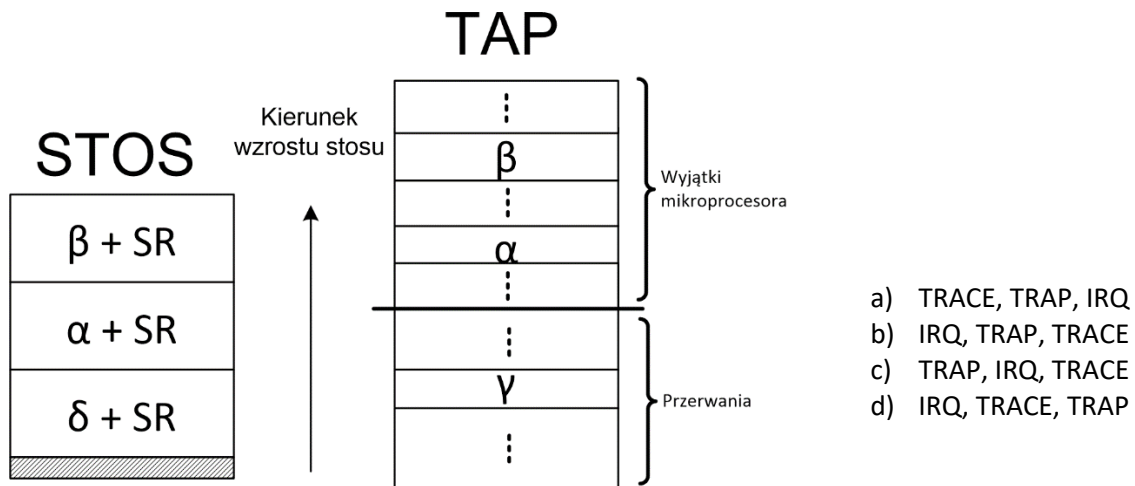 STOS
β + SR
α + SR
δ + SR
Kierunek
wzrostu stosu
TAP
β
α
γ
Wyjątki
mikroprocesora
Przerwania
a) TRACE, TRAP, IRQ
b) IRQ, TRAP, TRACE
c) TRAP, IRQ, TRACE
d) IRQ, TRACE, TRAP